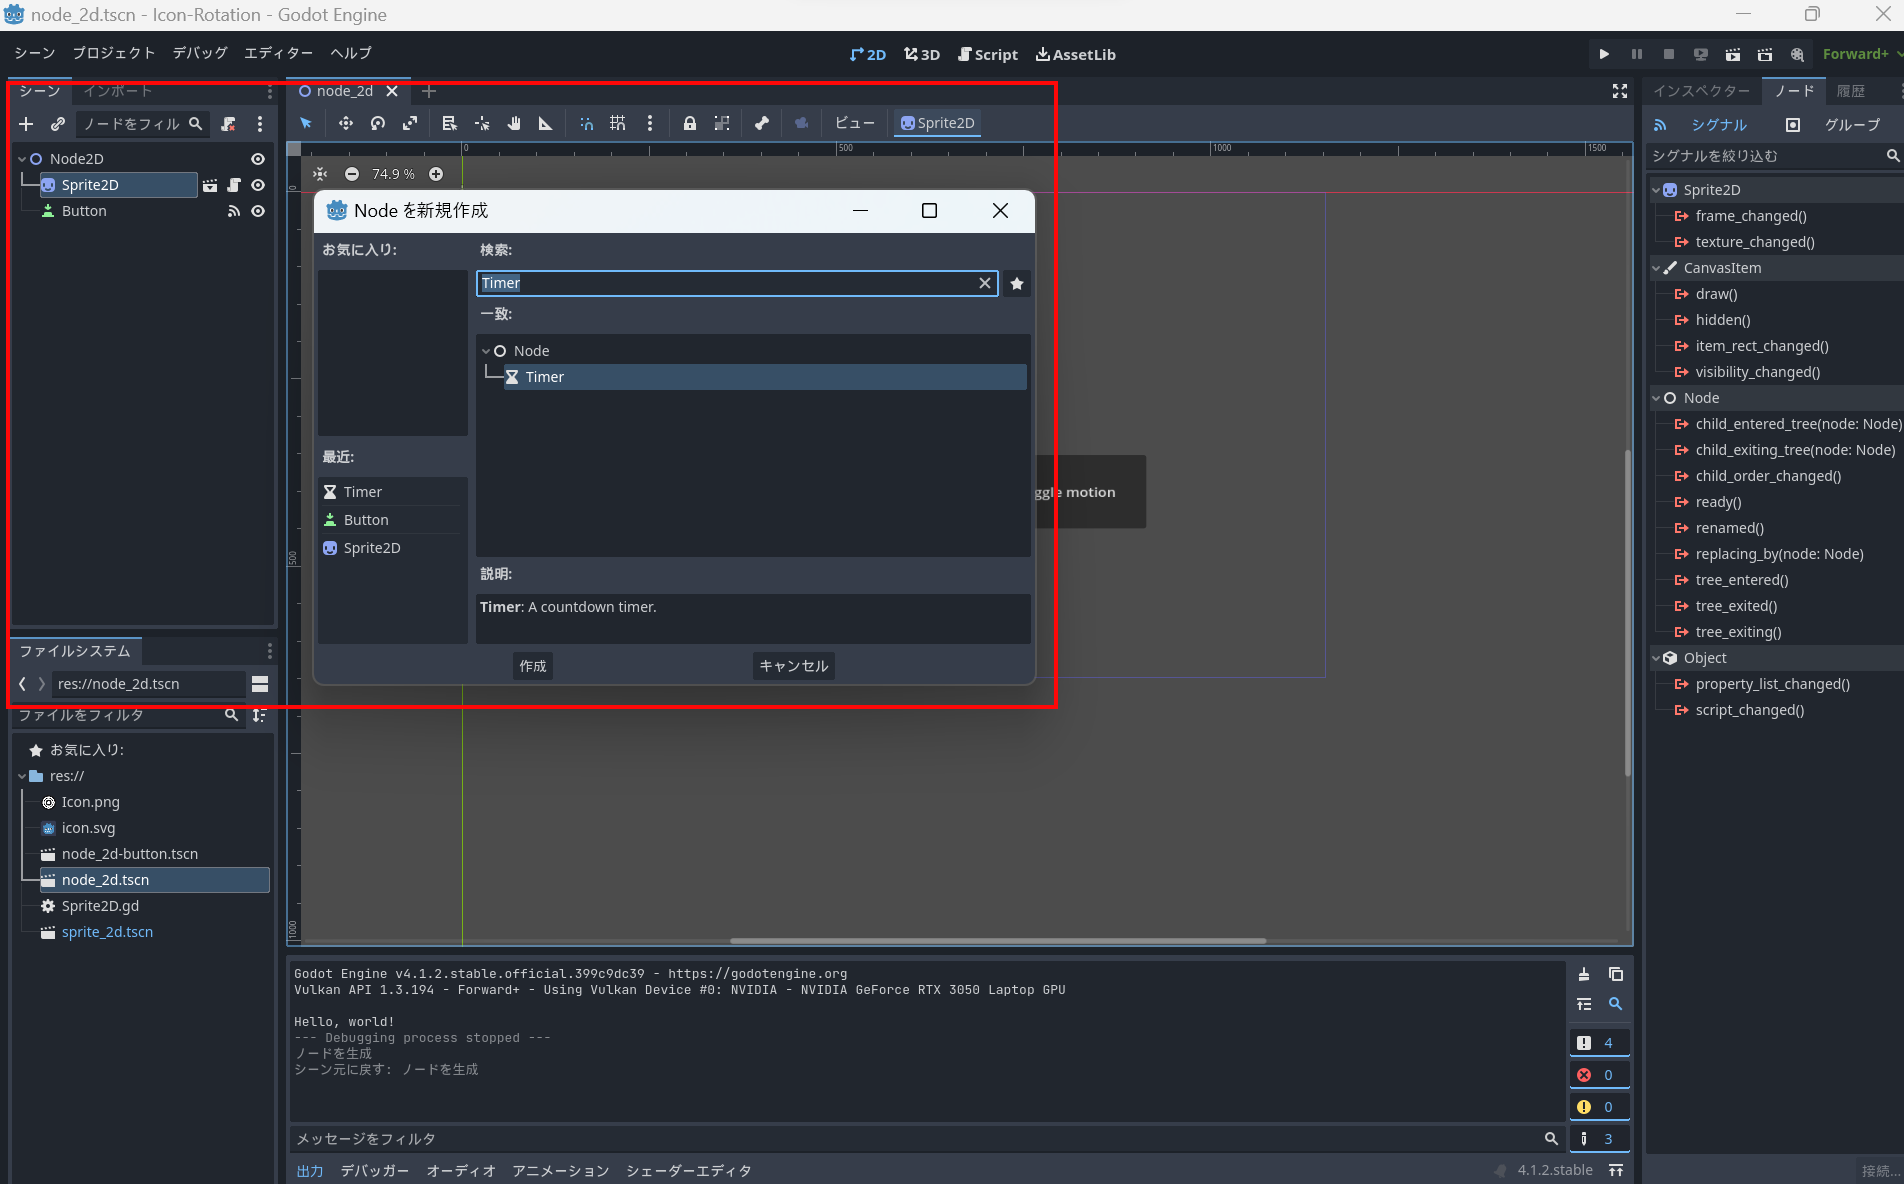 node_2d.tscn - Icon-Rotation - Godot Engine
シーン プロジェクト デバッグ エディター ヘルプ
2D 3D Script AssetLib
Forward+
シーン インポート
ノードをフィル
Node2D
Sprite2D
Button
node_2d
ビュー Sprite2D
0 500 1000 1500
74.9 %
0
500
1000
Node を新規作成
お気に入り:
検索:
Timer
一致:
Node
Timer
最近:
Timer
Button
Sprite2D
説明:
Timer: A countdown timer.
作成 キャンセル
ggle motion
ファイルシステム
res://node_2d.tscn
ファイルをフィルタ
お気に入り:
res://
Icon.png
icon.svg
node_2d-button.tscn
node_2d.tscn
Sprite2D.gd
sprite_2d.tscn
Godot Engine v4.1.2.stable.official.399c9dc39 - https://godotengine.org
Vulkan API 1.3.194 - Forward+ - Using Vulkan Device #0: NVIDIA - NVIDIA GeForce RTX 3050 Laptop GPU
Hello, world!
--- Debugging process stopped ---
ノードを生成
シーン元に戻す: ノードを生成
4
0
0
3
メッセージをフィルタ
出力 デバッガー オーディオ アニメーション シェーダーエディタ
4.1.2.stable
インスペクター ノード 履歴
シグナル グループ
シグナルを絞り込む
Sprite2D
frame_changed()
texture_changed()
CanvasItem
draw()
hidden()
item_rect_changed()
visibility_changed()
Node
child_entered_tree(node: Node)
child_exiting_tree(node: Node)
child_order_changed()
ready()
renamed()
replacing_by(node: Node)
tree_entered()
tree_exited()
tree_exiting()
Object
property_list_changed()
script_changed()
接続...